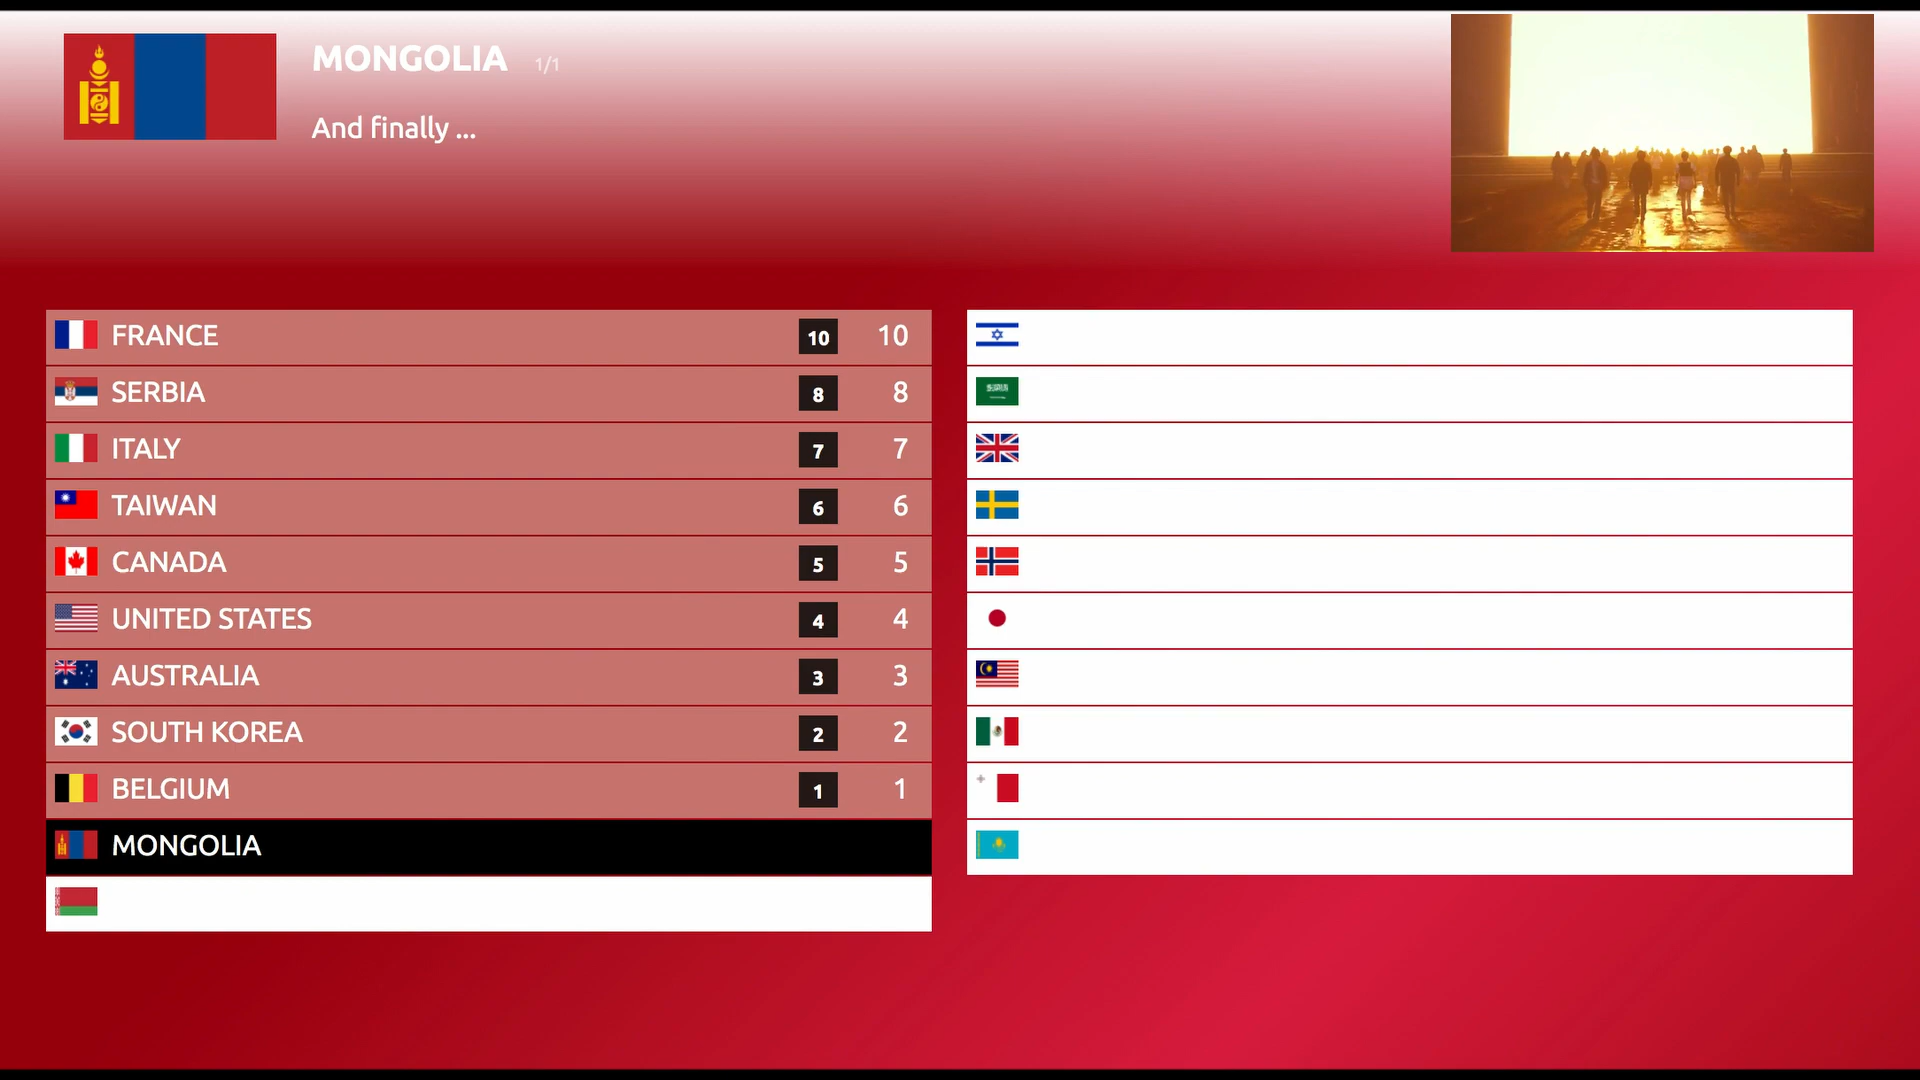 MONGOLIA 1/1
And finally ...
FRANCE 10 10
SERBIA 8 8
ITALY 7 7
TAIWAN 6 6
CANADA 5 5
UNITED STATES 4 4
AUSTRALIA 3 3
SOUTH KOREA 2 2
BELGIUM 1 1
MONGOLIA